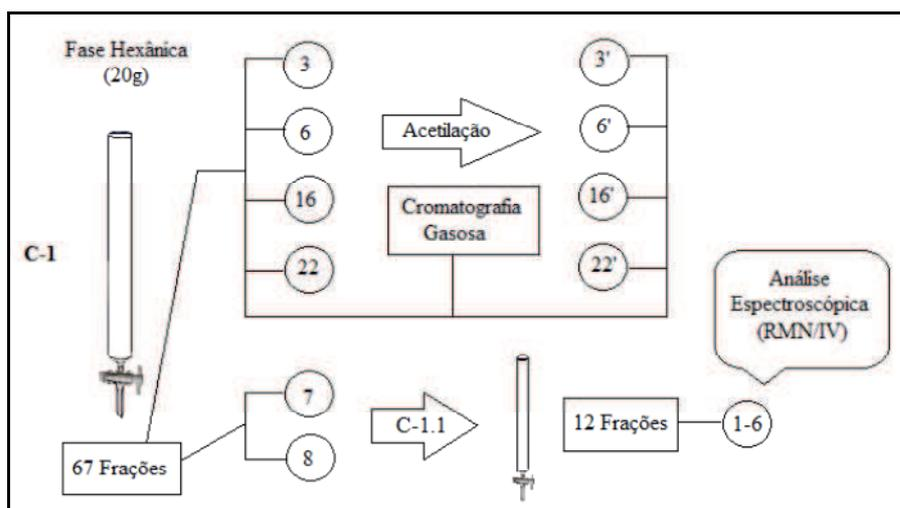 Fase Hexânica
(20g)
C-1
67 Frações
3
6
16
22
Acetilação
Cromatografia
Gasosa
3'
6'
16'
22'
7
8
C-1.1
12 Frações
1-6
Análise
Espectroscópica
(RMN/IV)